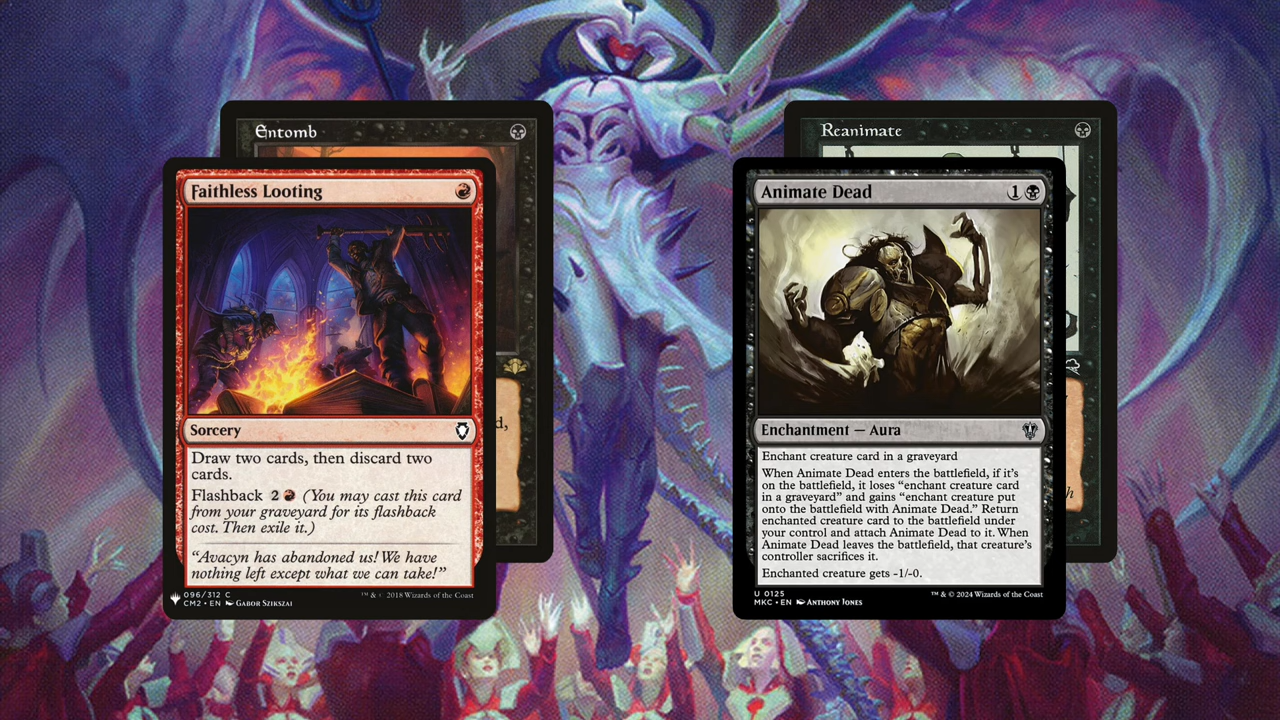 Entomb
Faithless Looting
Sorcery
Draw two cards, then discard two
cards.
Flashback 2 (You may cast this card
from your graveyard for its flashback
cost. Then exile it.)
“Avacyn has abandoned us! We have
nothing left except what we can take!”
096/312 C
CM2 • EN Gabor Szikszai
™ & 2018 Wizards of the Coast
d,
Reanimate
Animate Dead 1
Enchantment — Aura
Enchant creature card in a graveyard
When Animate Dead enters the battlefield, if it’s
on the battlefield, it loses “enchant creature card
in a graveyard” and gains “enchant creature put
onto the battlefield with Animate Dead.” Return
enchanted creature card to the battlefield under
your control and attach Animate Dead to it. When
Animate Dead leaves the battlefield, that creature’s
controller sacrifices it.
Enchanted creature gets -1/-0.
U 0125
MKC • EN Anthony Jones
™ & © 2024 Wizards of the Coast